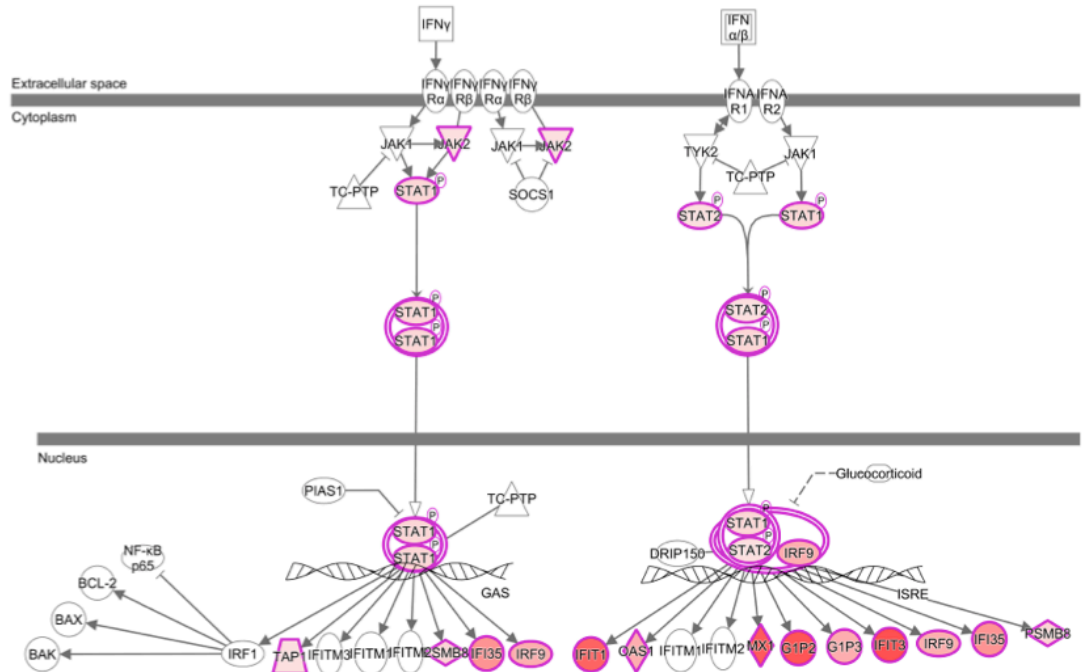 IFNγ
IFN
α/β
Extracellular space
IFNγ
Rα
IFNγ
Rβ
IFNγ
Rα
IFNγ
Rβ
IFNA
R1
IFNA
R2
Cytoplasm
JAK1
JAK2
JAK1
JAK2
TYK2
JAK1
TC-PTP
STAT1
P
SOCS1
TC-PTP
STAT2
P
STAT1
P
STAT1
P
STAT1
P
STAT2
P
STAT1
P
Nucleus
PIAS1
TC-PTP
Glucocorticoid
STAT1
P
STAT1
P
STAT1
P
STAT2
P
IRF9
DRIP150
NF-κB
p65
BCL-2
BAX
BAK
GAS
ISRE
IRF1
TAP1
IFITM3
IFITM1
IFITM2
PSMB8
IFI35
IRF9
IFIT1
OAS1
IFITM1
IFITM2
MX1
G1P2
G1P3
IFIT3
IRF9
IFI35
PSMB8